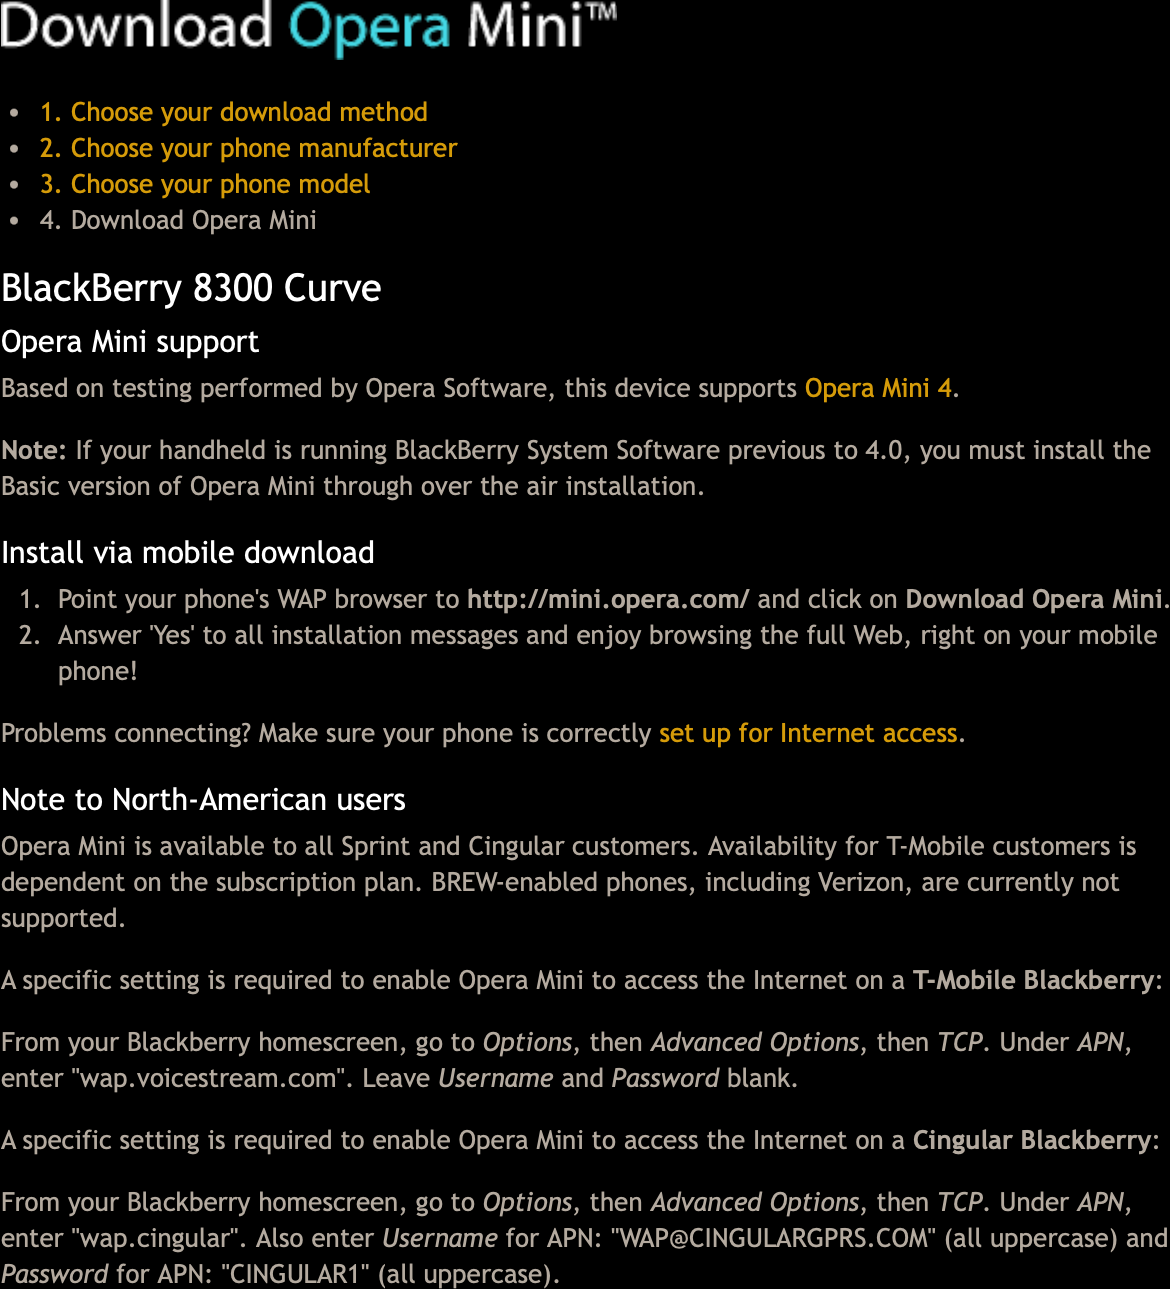 Download Opera Mini™
• 1. Choose your download method
• 2. Choose your phone manufacturer
• 3. Choose your phone model
• 4. Download Opera Mini
BlackBerry 8300 Curve
Opera Mini support
Based on testing performed by Opera Software, this device supports Opera Mini 4.
Note: If your handheld is running BlackBerry System Software previous to 4.0, you must install the
Basic version of Opera Mini through over the air installation.
Install via mobile download
1. Point your phone's WAP browser to http://mini.opera.com/ and click on Download Opera Mini.
2. Answer 'Yes' to all installation messages and enjoy browsing the full Web, right on your mobile
phone!
Problems connecting? Make sure your phone is correctly set up for Internet access.
Note to North-American users
Opera Mini is available to all Sprint and Cingular customers. Availability for T-Mobile customers is
dependent on the subscription plan. BREW-enabled phones, including Verizon, are currently not
supported.
A specific setting is required to enable Opera Mini to access the Internet on a T-Mobile Blackberry:
From your Blackberry homescreen, go to Options, then Advanced Options, then TCP. Under APN,
enter "wap.voicestream.com". Leave Username and Password blank.
A specific setting is required to enable Opera Mini to access the Internet on a Cingular Blackberry:
From your Blackberry homescreen, go to Options, then Advanced Options, then TCP. Under APN,
enter "wap.cingular". Also enter Username for APN: "WAP@CINGULARGPRS.COM" (all uppercase) and
Password for APN: "CINGULAR1" (all uppercase).